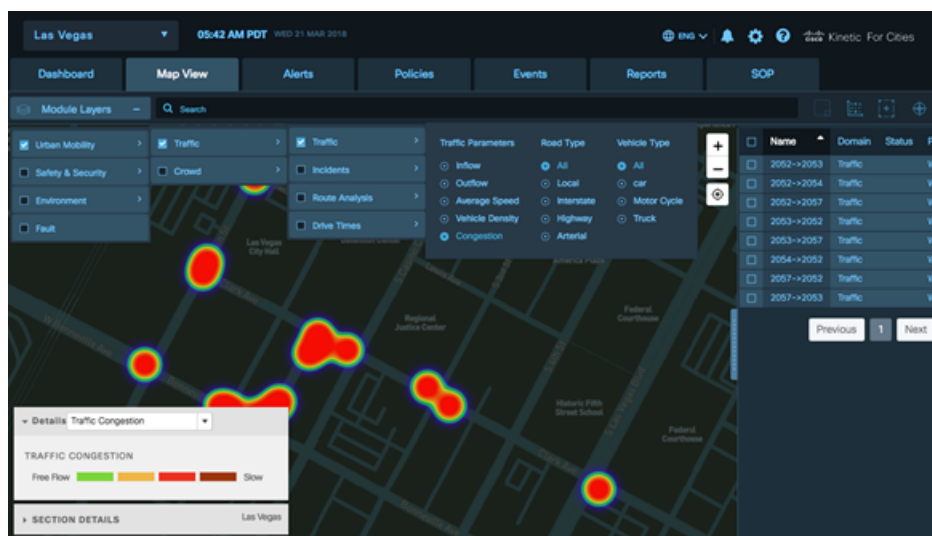 Las Vegas
05:42 AM PDT WED 21 MAR 2018
ENG
cisco Kinetic For Cities
Dashboard
Map View
Alerts
Policies
Events
Reports
SOP
Module Layers
Search
Urban Mobility
Safety & Security
Environment
Fault
Traffic
Crowd
Traffic
Incidents
Route Analysis
Drive Times
Traffic Parameters
Inflow
Outflow
Average Speed
Vehicle Density
Congestion
Road Type
All
Local
Interstate
Highway
Arterial
Vehicle Type
All
car
Motor Cycle
Truck
Name Domain Status
2052->2053 Traffic
2052->2054 Traffic
2052->2057 Traffic
2053->2052 Traffic
2053->2057 Traffic
2054->2052 Traffic
2057->2052 Traffic
2057->2053 Traffic
Previous 1 Next
Las Vegas
City Hall
Regional
Justice Center
Federal
Courthouse
Historic Fifth
Street School
Federal
Courthouse
Clark Ave
Details Traffic Congestion
TRAFFIC CONGESTION
Free Flow Slow
SECTION DETAILS Las Vegas